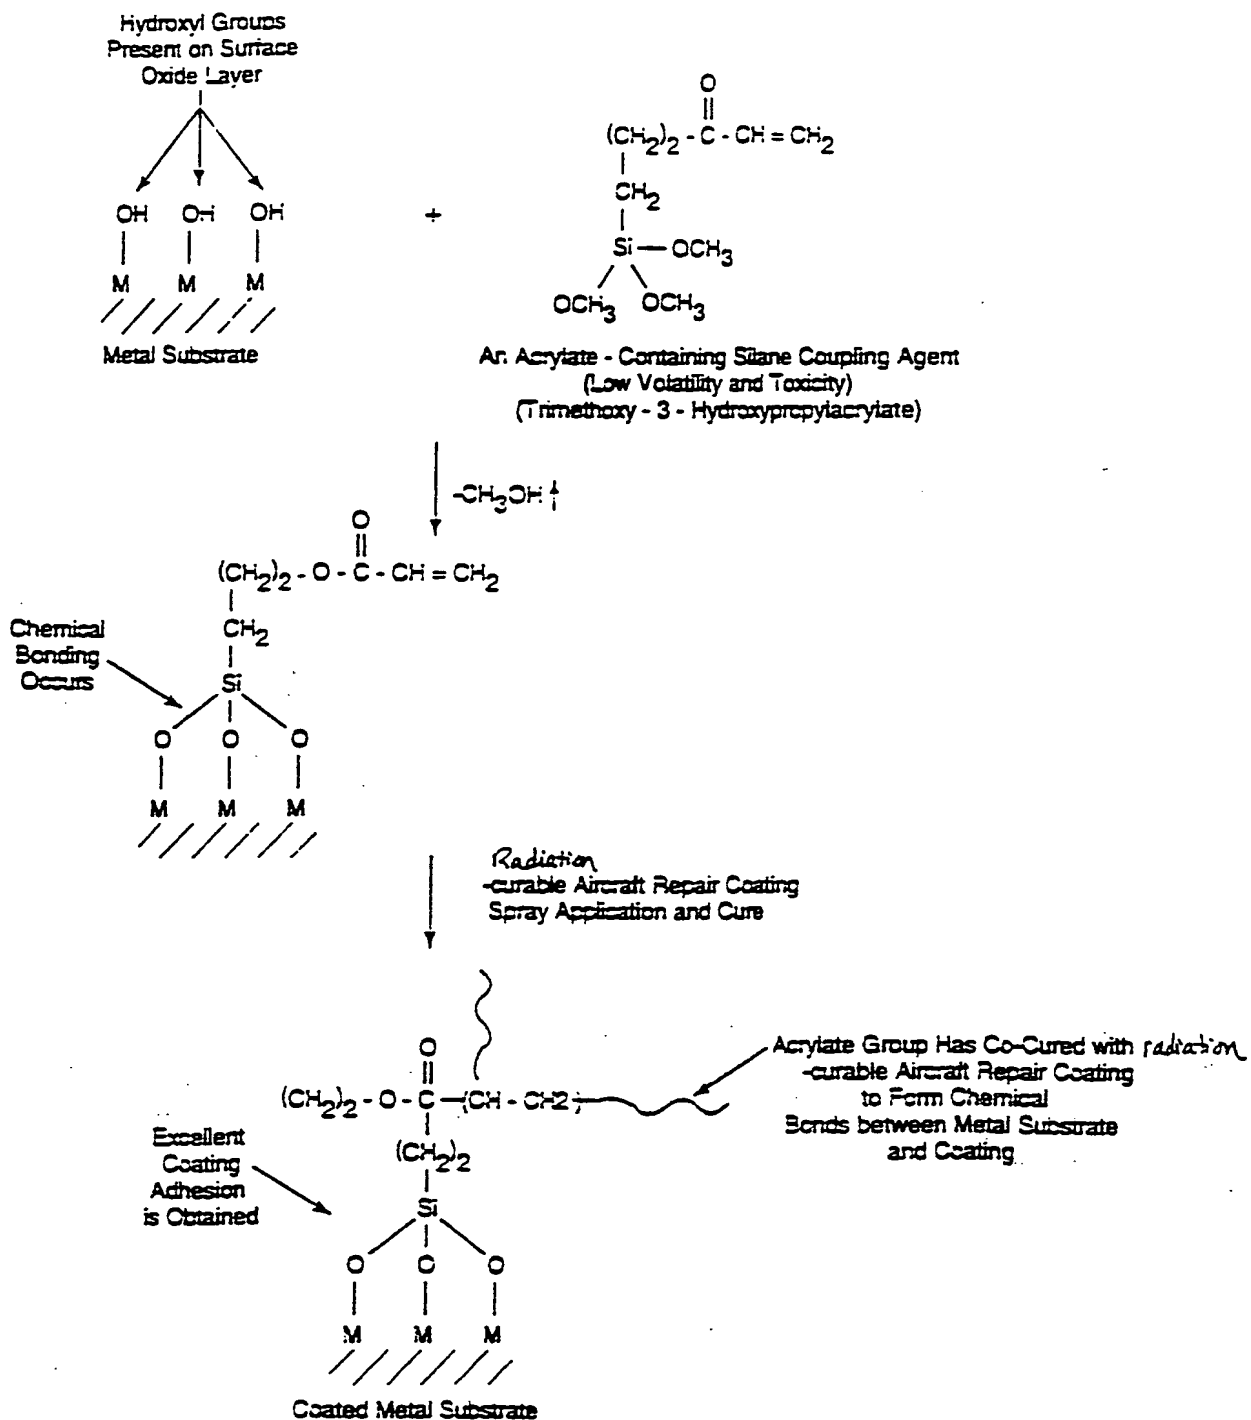 Hydroxyl Groups
Present on Surface
Oxide Layer
OH OH OH
M M M
Metal Substrate
+
O
||
(CH2)2 - C - CH = CH2
CH2
Si — OCH3
OCH3 OCH3
An Acrylate - Containing Silane Coupling Agent
(Low Volatility and Toxicity)
(Trimethoxy - 3 - Hydroxypropylacrylate)
-CH3OH ↑
O
||
(CH2)2 - O - C - CH = CH2
CH2
Si
O O O
M M M
Chemical
Bonding
Occurs
Radiation
-curable Aircraft Repair Coating
Spray Application and Cure
O
||
(CH2)2 - O - C —(CH - CH2)—
(CH2)2
Si
O O O
M M M
Acrylate Group Has Co-Cured with radiation
-curable Aircraft Repair Coating
to Form Chemical
Bonds between Metal Substrate
and Coating
Excellent
Coating
Adhesion
is Obtained
Coated Metal Substrate